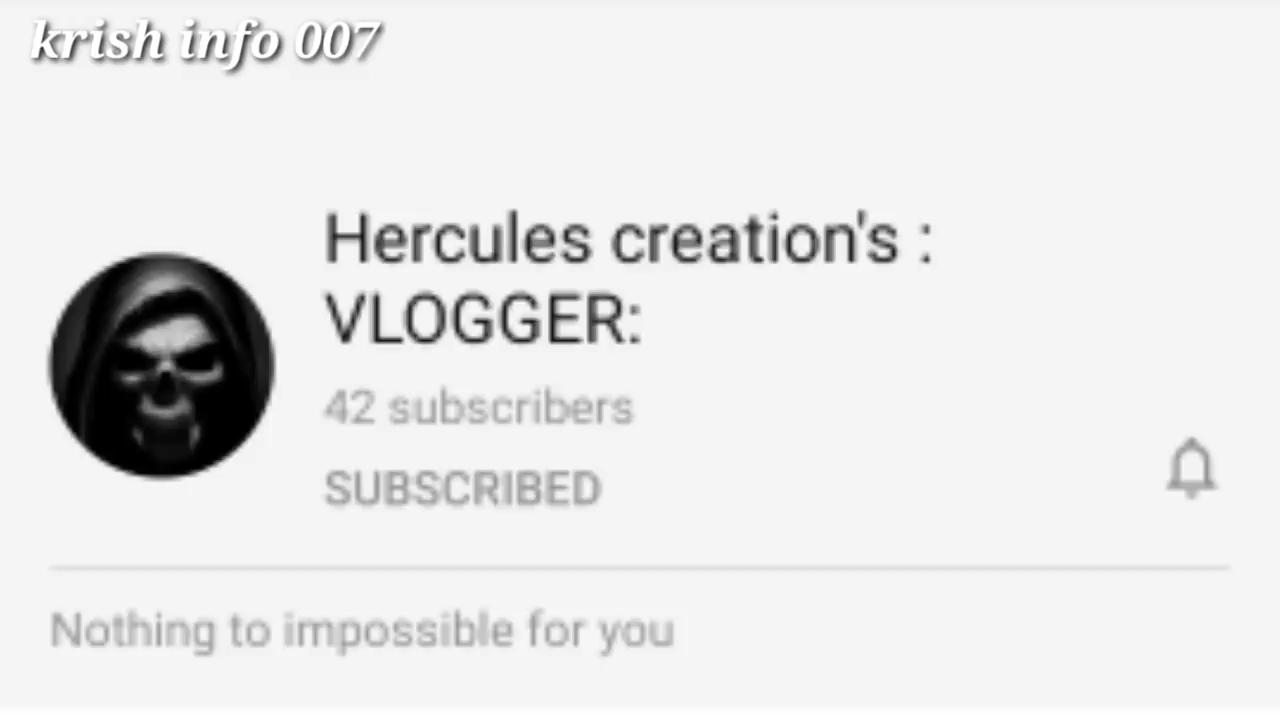 krish info 007
Hercules creation's :
VLOGGER:
42 subscribers
SUBSCRIBED
Nothing to impossible for you